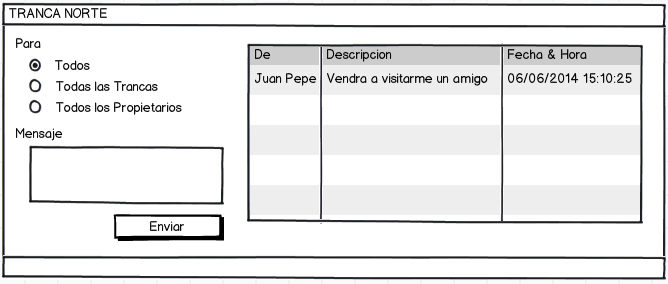 TRANCA NORTE
Para
Todos
Todas las Trancas
Todos los Propietarios
Mensaje
Enviar
De Descripcion Fecha & Hora
Juan Pepe Vendra a visitarme un amigo 06/06/2014 15:10:25